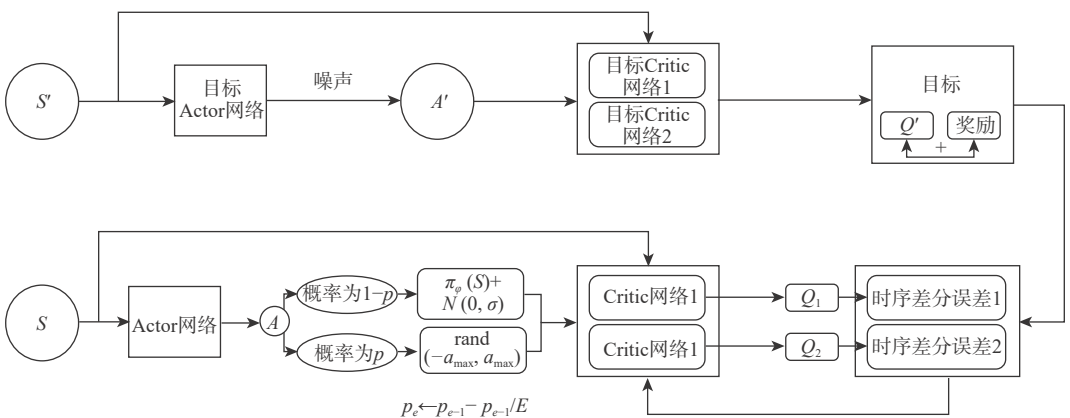 S′
目标
Actor网络
噪声
A′
目标Critic
网络1
目标Critic
网络2
目标
Q′
+
奖励
S
Actor网络
A
概率为1−p
π_φ (S)+
N (0, σ)
概率为p
rand
(−a_max, a_max)
Critic网络1
Critic网络1
Q₁
Q₂
时序差分误差1
时序差分误差2
p_e←p_{e−1}− p_{e−1}/E